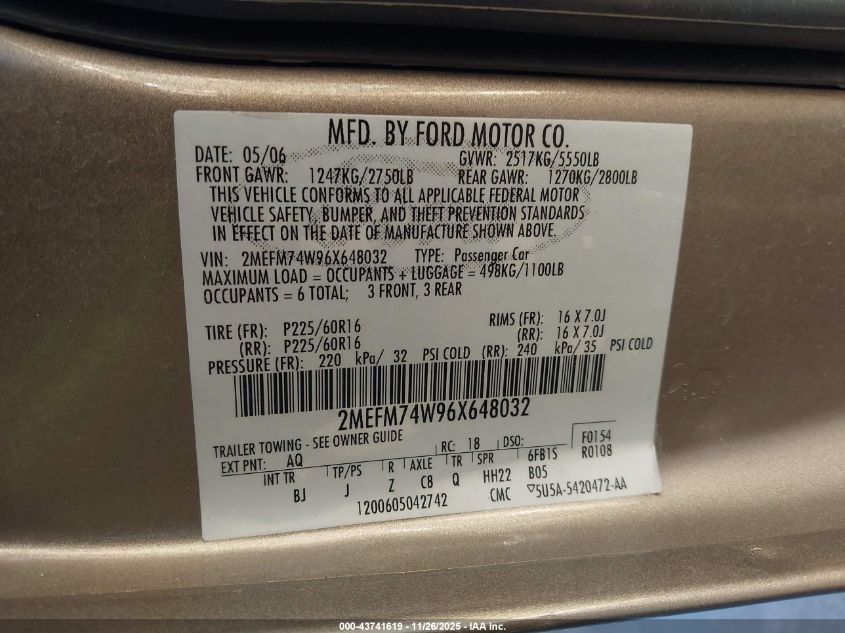 MFD. BY FORD MOTOR CO.
DATE: 05/06 GVWR: 2517KG/5550LB
FRONT GAWR: 1247KG/2750LB REAR GAWR: 1270KG/2800LB
THIS VEHICLE CONFORMS TO ALL APPLICABLE FEDERAL MOTOR
VEHICLE SAFETY, BUMPER, AND THEFT PREVENTION STANDARDS
IN EFFECT ON THE DATE OF MANUFACTURE SHOWN ABOVE.
VIN: 2MEFM74W96X648032 TYPE: Passenger Car
MAXIMUM LOAD = OCCUPANTS + LUGGAGE = 498KG/1100LB
OCCUPANTS = 6 TOTAL; 3 FRONT, 3 REAR
TIRE (FR): P225/60R16 RIMS (FR): 16 X 7.0J
(RR): P225/60R16 (RR): 16 X 7.0J
PRESSURE (FR): 220 kPa/ 32 PSI COLD (RR): 240 kPa/ 35 PSI COLD
2MEFM74W96X648032
TRAILER TOWING - SEE OWNER GUIDE
EXT PNT: AQ RC: 18 DSO: F0154
INT TR TP/PS R AXLE TR SPR 6FB1S R0108
BJ J Z C8 Q HH22 B05
1200605042742 CMC ▽5U5A-5420472-AA
000-43741619 - 11/26/2025 - IAA Inc.